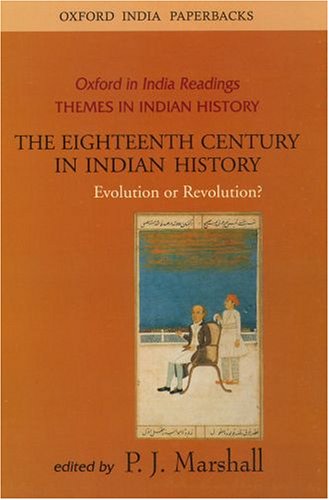 OXFORD INDIA PAPERBACKS
Oxford in India Readings
THEMES IN INDIAN HISTORY
THE EIGHTEENTH CENTURY
IN INDIAN HISTORY
Evolution or Revolution?
edited by P. J. Marshall